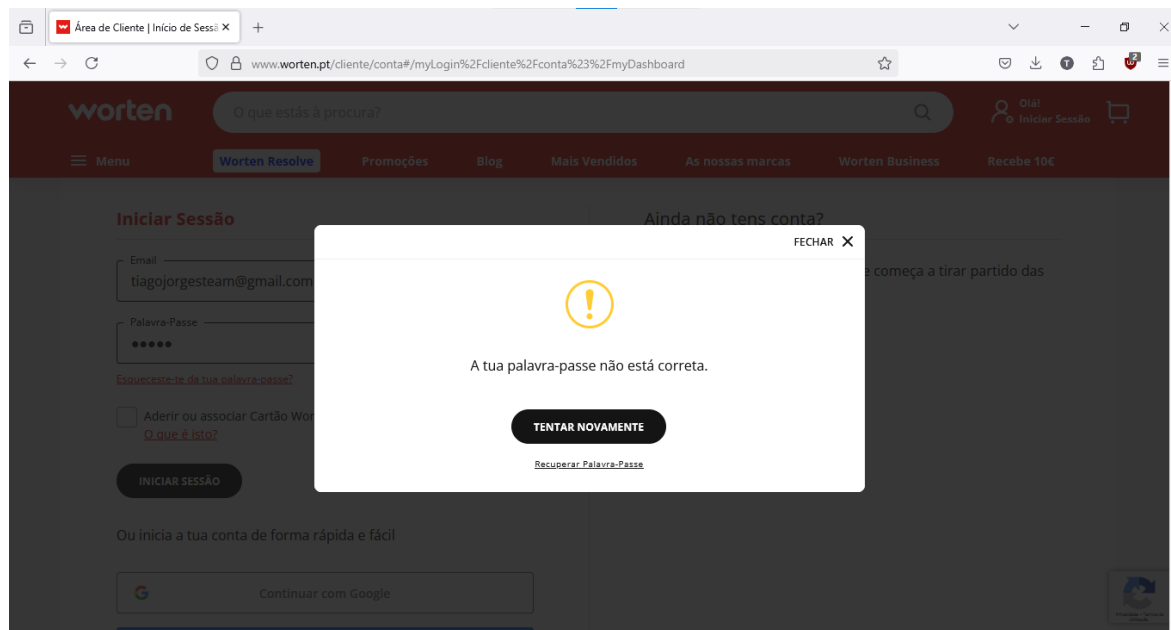 Área de Cliente | Início de Sessã
www.worten.pt/cliente/conta#/myLogin%2Fcliente%2Fconta%23%2FmyDashboard
T
2
worten
O que estás à procura?
Olá!
Iniciar Sessão
Menu
Worten Resolve
Promoções
Blog
Mais Vendidos
As nossas marcas
Worten Business
Recebe 10€
Iniciar Sessão
Ainda não tens conta?
FECHAR
Email
tiagojorgesteam@gmail.com
e começa a tirar partido das
Palavra-Passe
A tua palavra-passe não está correta.
Esqueceste-te da tua palavra-passe?
Aderir ou associar Cartão Wor
O que é isto?
TENTAR NOVAMENTE
Recuperar Palavra-Passe
INICIAR SESSÃO
Ou inicia a tua conta de forma rápida e fácil
Continuar com Google